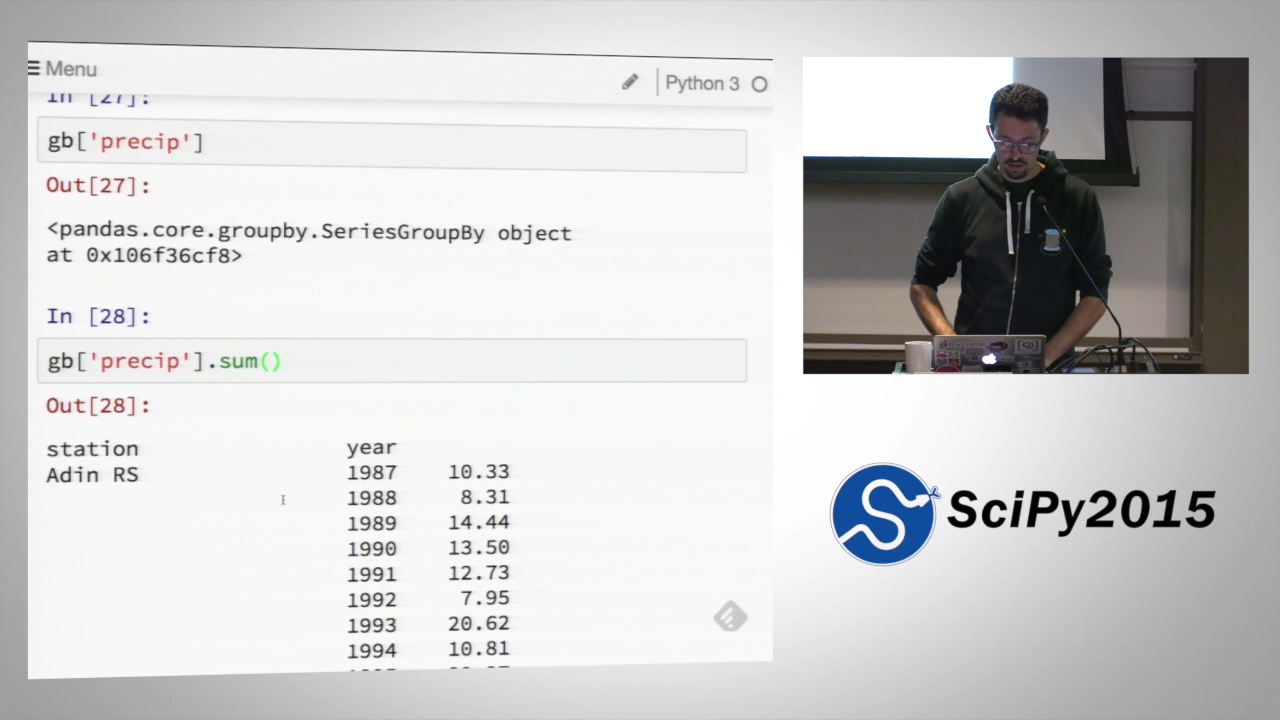 Menu
Python 3
In [27]:
gb['precip']
Out[27]:
<pandas.core.groupby.SeriesGroupBy object
at 0x106f36cf8>
In [28]:
gb['precip'].sum()
Out[28]:
station year
Adin RS 1987 10.33
1988 8.31
1989 14.44
1990 13.50
1991 12.73
1992 7.95
1993 20.62
1994 10.81
SciPy2015